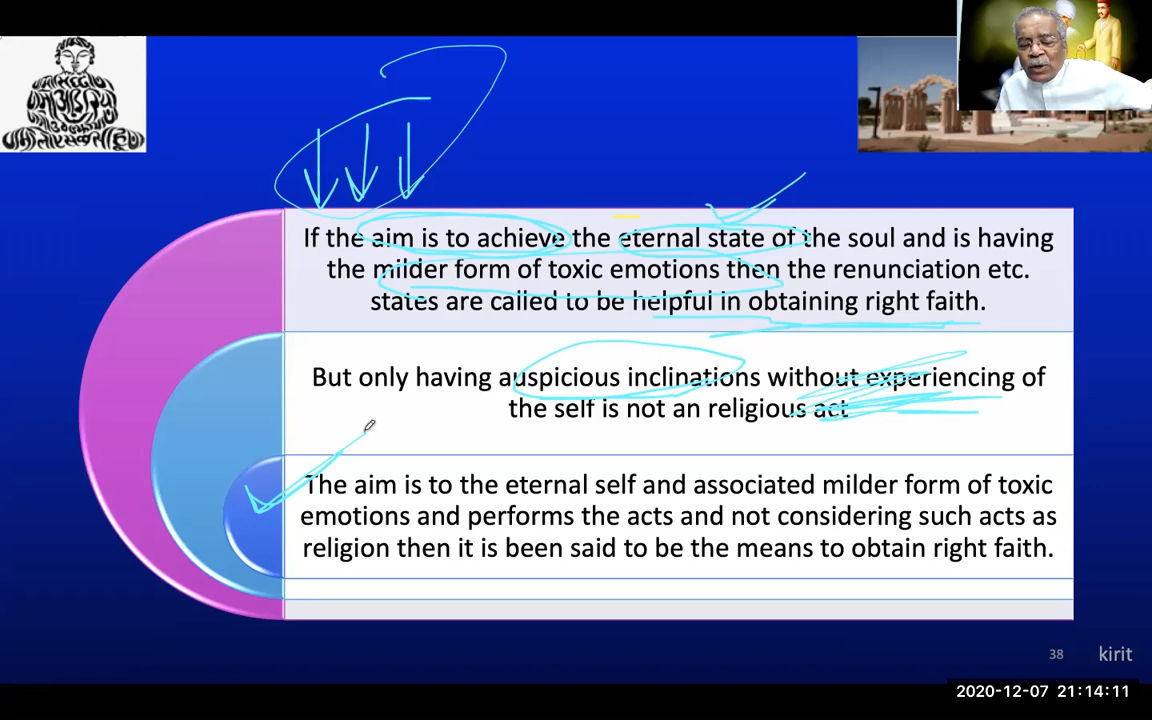 If the aim is to achieve the eternal state of the soul and is having
the milder form of toxic emotions then the renunciation etc.
states are called to be helpful in obtaining right faith.
But only having auspicious inclinations without experiencing of
the self is not an religious act
The aim is to the eternal self and associated milder form of toxic
emotions and performs the acts and not considering such acts as
religion then it is been said to be the means to obtain right faith.
38
kirit
2020-12-07 21:14:11